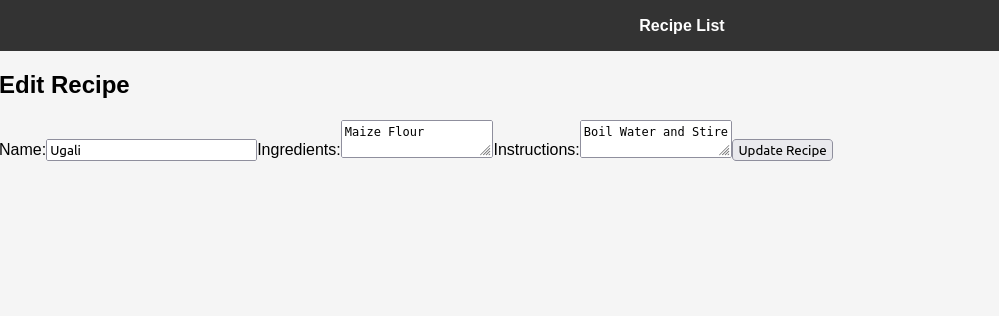 Recipe List
Edit Recipe
Name: Ugali Ingredients: Maize Flour Instructions: Boil Water and Stire Update Recipe